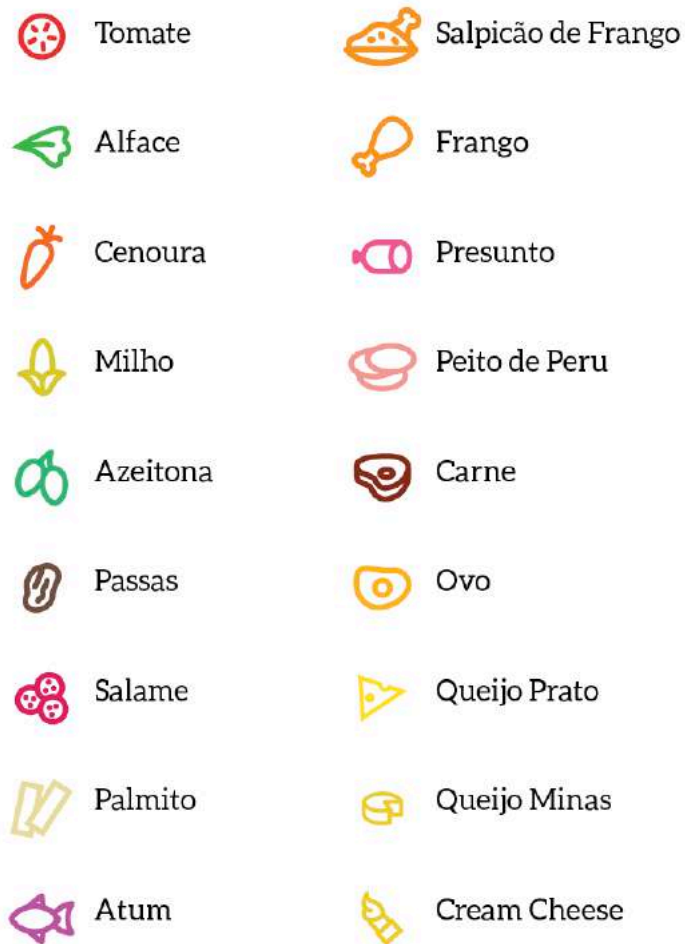 Tomate
Alface
Cenoura
Milho
Azeitona
Passas
Salame
Palmito
Atum
Salpicão de Frango
Frango
Presunto
Peito de Peru
Carne
Ovo
Queijo Prato
Queijo Minas
Cream Cheese